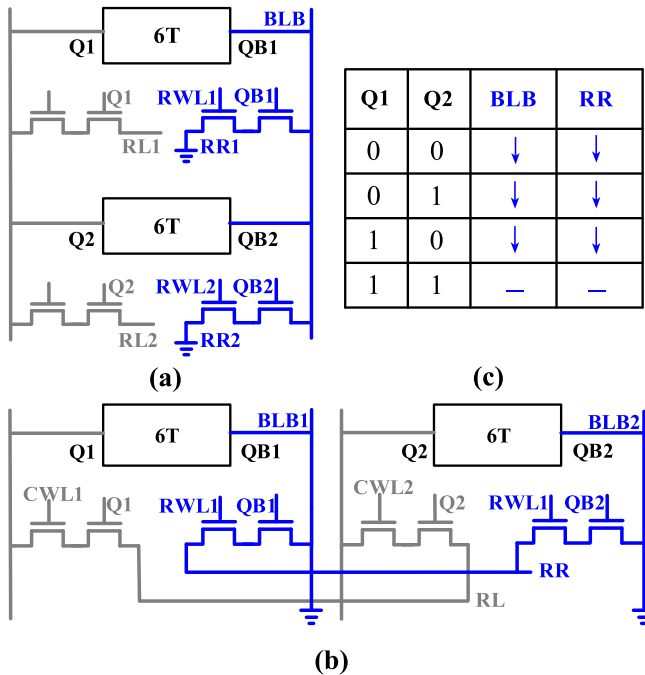 BLB
6T
Q1
QB1
Q1
RWL1
QB1
RL1
RR1
6T
Q2
QB2
Q2
RWL2
QB2
RL2
RR2
(a)
Q1 Q2 BLB RR
0 0 ↓ ↓
0 1 ↓ ↓
1 0 ↓ ↓
1 1 – –
(c)
BLB1
6T
Q1
QB1
CWL1
Q1
RWL1
QB1
BLB2
6T
Q2
QB2
CWL2
Q2
RWL1
QB2
RR
RL
(b)